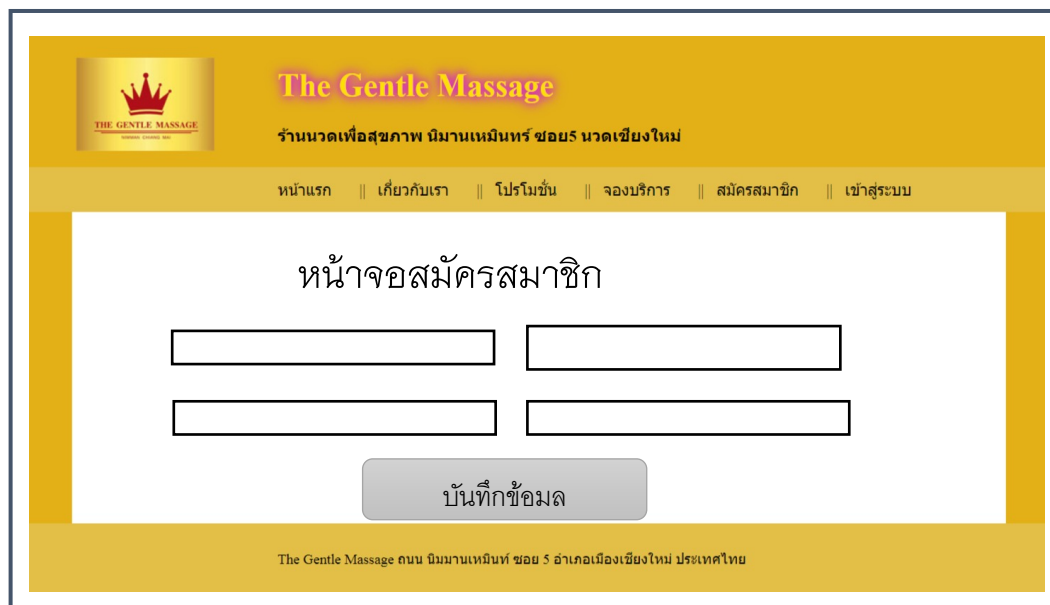 THE GENTLE MASSAGE
NIMMAN CHIANG MAI
The Gentle Massage
ร้านนวดเพื่อสุขภาพ นิมานเหมินทร์ ซอย5 นวดเชียงใหม่
หน้าแรก || เกี่ยวกับเรา || โปรโมชั่น || จองบริการ || สมัครสมาชิก || เข้าสู่ระบบ
หน้าจอสมัครสมาชิก
บันทึกข้อมล
The Gentle Massage ถนน นิมมานเหมินท์ ซอย 5 อำเภอเมืองเชียงใหม่ ประเทศไทย